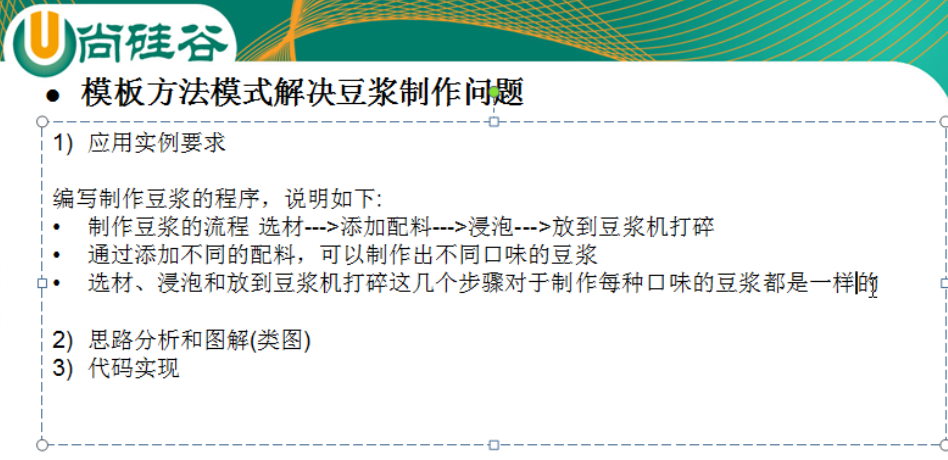 尚硅谷
• 模板方法模式解决豆浆制作问题
1) 应用实例要求
编写制作豆浆的程序，说明如下:
• 制作豆浆的流程 选材--->添加配料--->浸泡--->放到豆浆机打碎
• 通过添加不同的配料，可以制作出不同口味的豆浆
• 选材、浸泡和放到豆浆机打碎这几个步骤对于制作每种口味的豆浆都是一样的
2) 思路分析和图解(类图)
3) 代码实现